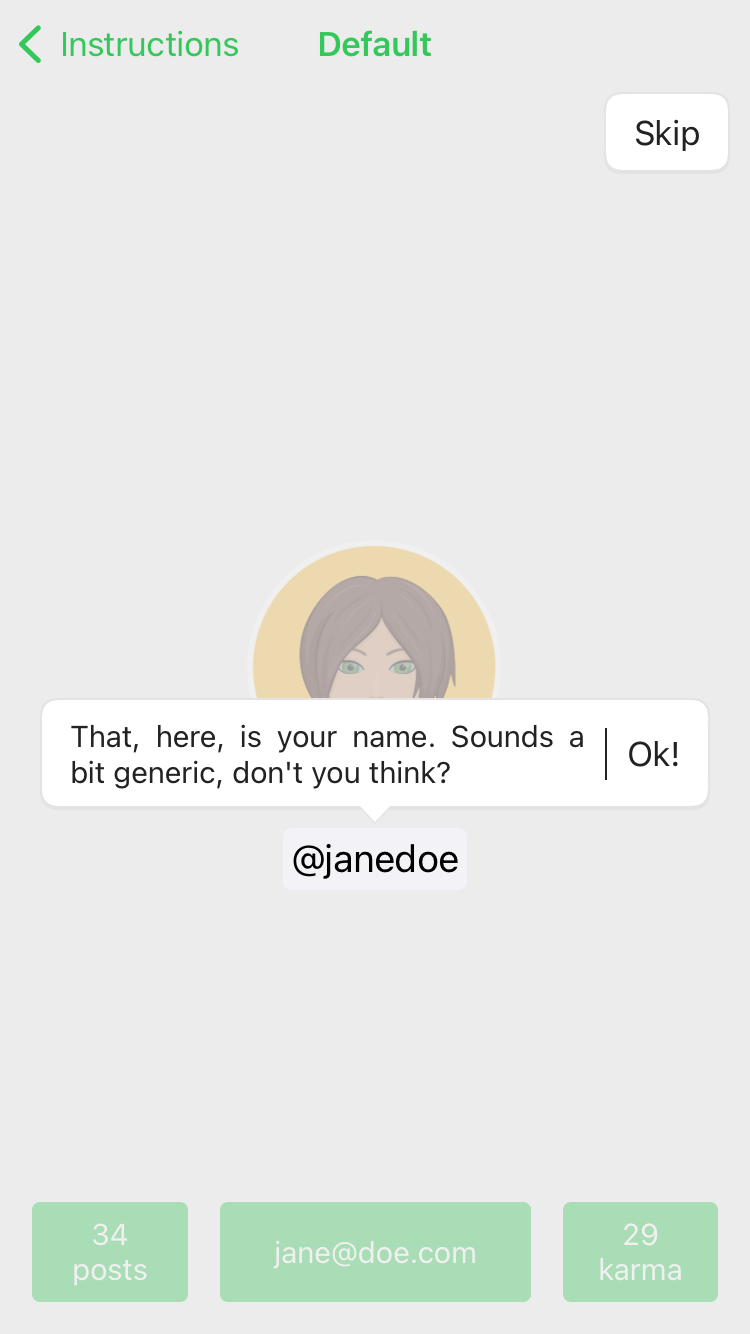 Instructions
Default
Skip
That, here, is your name. Sounds a
bit generic, don't you think?
Ok!
@janedoe
34
posts
jane@doe.com
29
karma